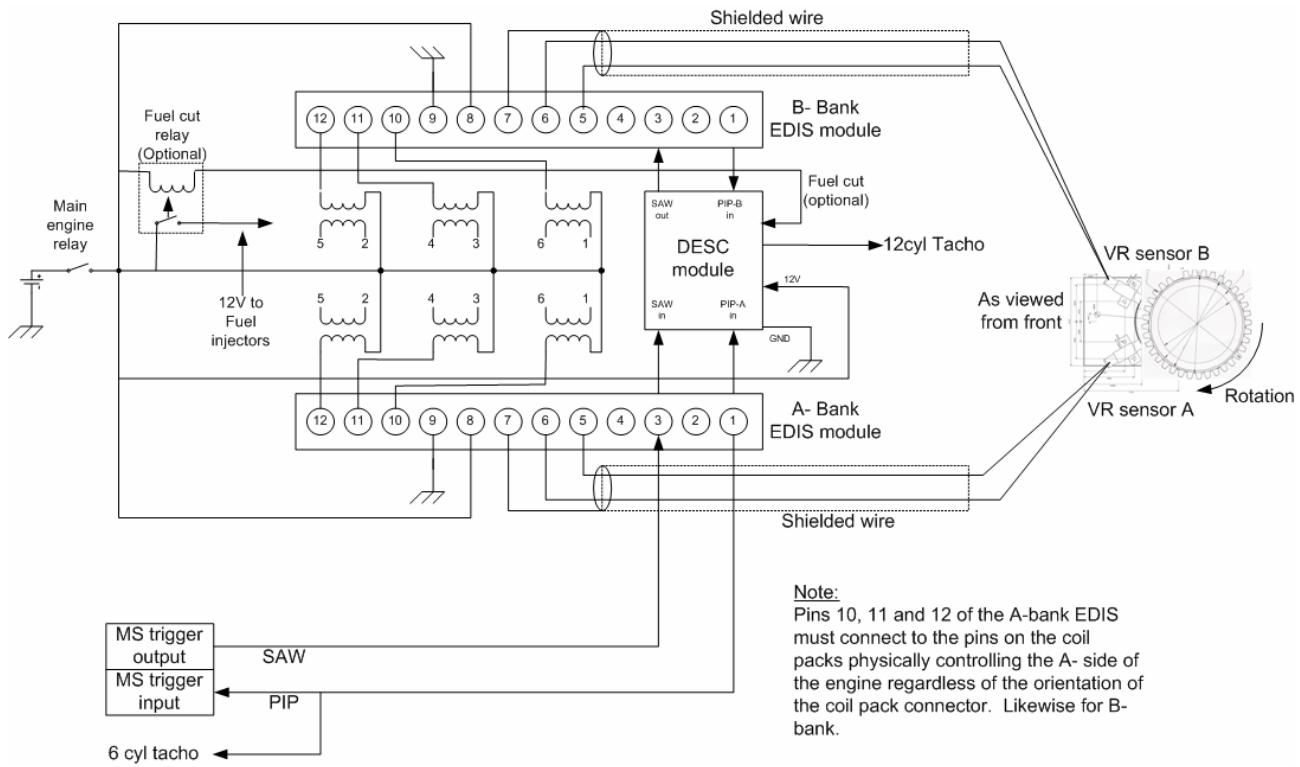 Shielded wire
B- Bank
EDIS module
12 11 10 9 8 7 6 5 4 3 2 1
Fuel cut
relay
(Optional)
Main
engine
relay
12V to
Fuel
injectors
5 2 4 3 6 1
5 2 4 3 6 1
SAW
out
PIP-B
in
DESC
module
SAW
in
PIP-A
in
Fuel cut
(optional)
12cyl Tacho
12V
GND
VR sensor B
As viewed
from front
VR sensor A
Rotation
A- Bank
EDIS module
12 11 10 9 8 7 6 5 4 3 2 1
Shielded wire
MS trigger
output
SAW
MS trigger
input
PIP
6 cyl tacho
Note:
Pins 10, 11 and 12 of the A-bank EDIS
must connect to the pins on the coil
packs physically controlling the A- side of
the engine regardless of the orientation of
the coil pack connector.  Likewise for B-
bank.